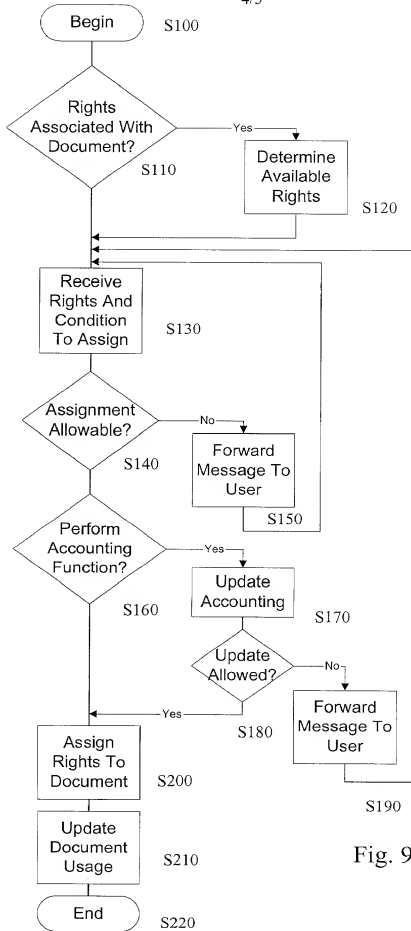 4/5
Begin
S100
Rights
Associated With
Document?
S110
Yes
Determine
Available
Rights
S120
Receive
Rights And
Condition
To Assign
S130
Assignment
Allowable?
S140
No
Forward
Message To
User
S150
Perform
Accounting
Function?
S160
Yes
Update
Accounting
S170
Update
Allowed?
S180
No
Forward
Message To
User
S190
Yes
Assign
Rights To
Document
S200
Update
Document
Usage
S210
Fig. 9
End
S220